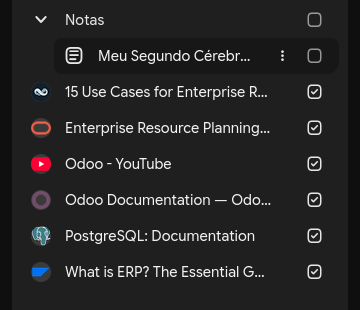 Notas
Meu Segundo Cérebr...
15 Use Cases for Enterprise R...
Enterprise Resource Planning...
Odoo - YouTube
Odoo Documentation — Odo...
PostgreSQL: Documentation
What is ERP? The Essential G...